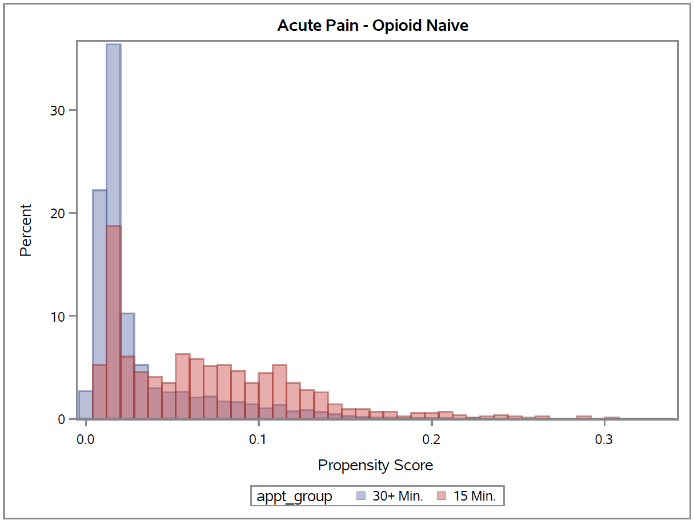 Acute Pain - Opioid Naive
30
20
10
0
Percent
0.0 0.1 0.2 0.3
Propensity Score
appt_group 30+ Min. 15 Min.